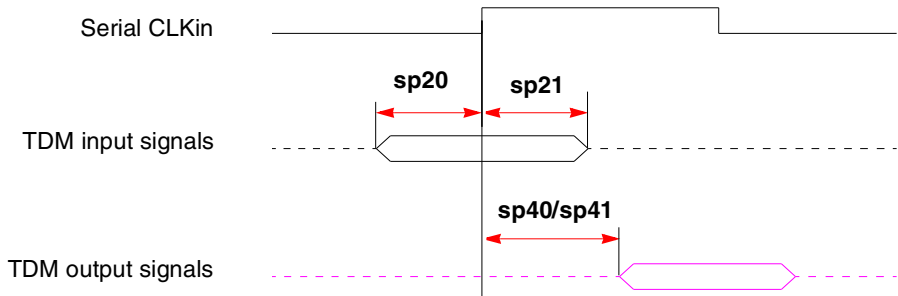 Serial CLKin
sp20 sp21
TDM input signals
sp40/sp41
TDM output signals